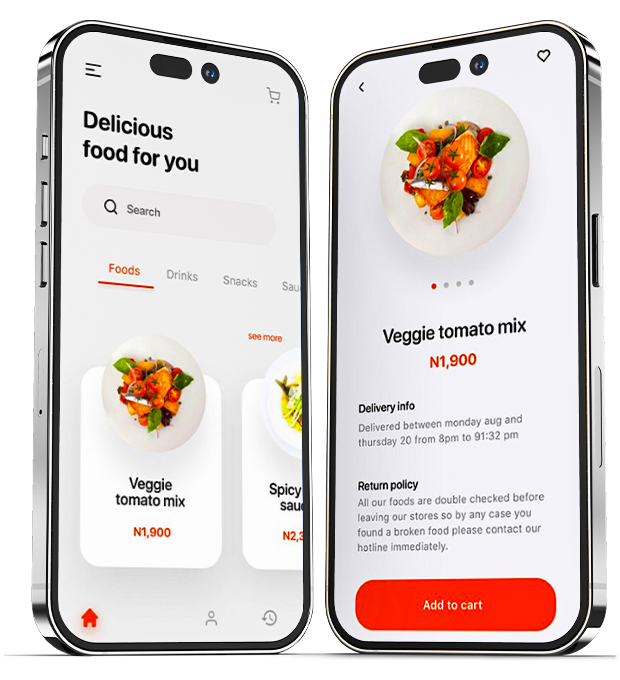 Delicious
food for you
Search
Foods Drinks Snacks Sau
see more
Veggie
tomato mix
N1,900
Spicy
sauc
N2,3
Veggie tomato mix
N1,900
Delivery info
Delivered between monday aug and
thursday 20 from 8pm to 91:32 pm
Return policy
All our foods are double checked before
leaving our stores so by any case you
found a broken food please contact our
hotline immediately.
Add to cart